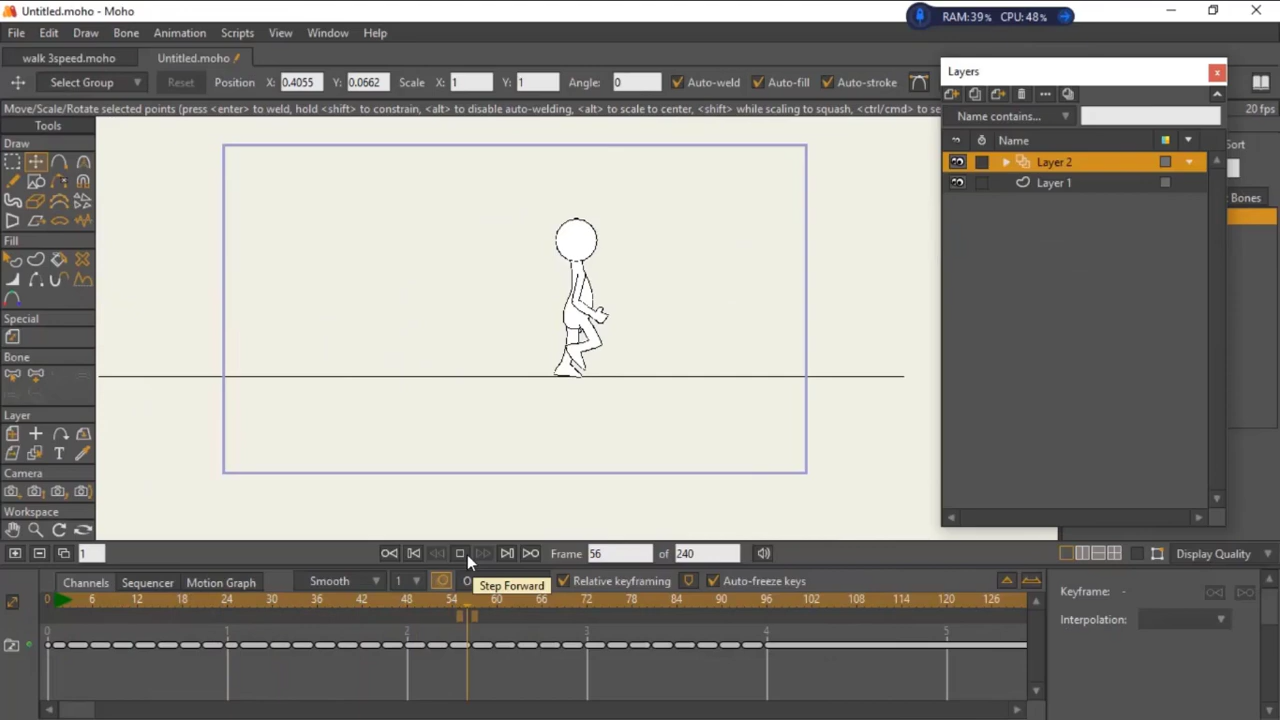 Untitled.moho - Moho
RAM:39% CPU:48%
File Edit Draw Bone Animation Scripts View Window Help
walk 3speed.moho Untitled.moho
Select Group Reset Position X: 0.4055 Y: 0.0662 Scale X: 1 Y: 1 Angle: 0 Auto-weld Auto-fill Auto-stroke
Move/Scale/Rotate selected points (press <enter> to weld, hold <shift> to constrain, <alt> to disable auto-welding, <alt> to scale to center, <shift> while scaling to squash, <ctrl/cmd> to se
20 fps
Layers
Name contains...
Name
Layer 2
Layer 1
Sort
Bones
Tools
Draw
Fill
Special
Bone
Layer
T
Camera
Workspace
1 Frame 56 of 240 Display Quality
Step Forward
Channels Sequencer Motion Graph Smooth 1 O Relative keyframing Auto-freeze keys
Keyframe: -
Interpolation:
0 6 12 18 24 30 36 42 48 54 60 66 72 78 84 90 96 102 108 114 120 126
0 1 2 3 4 5